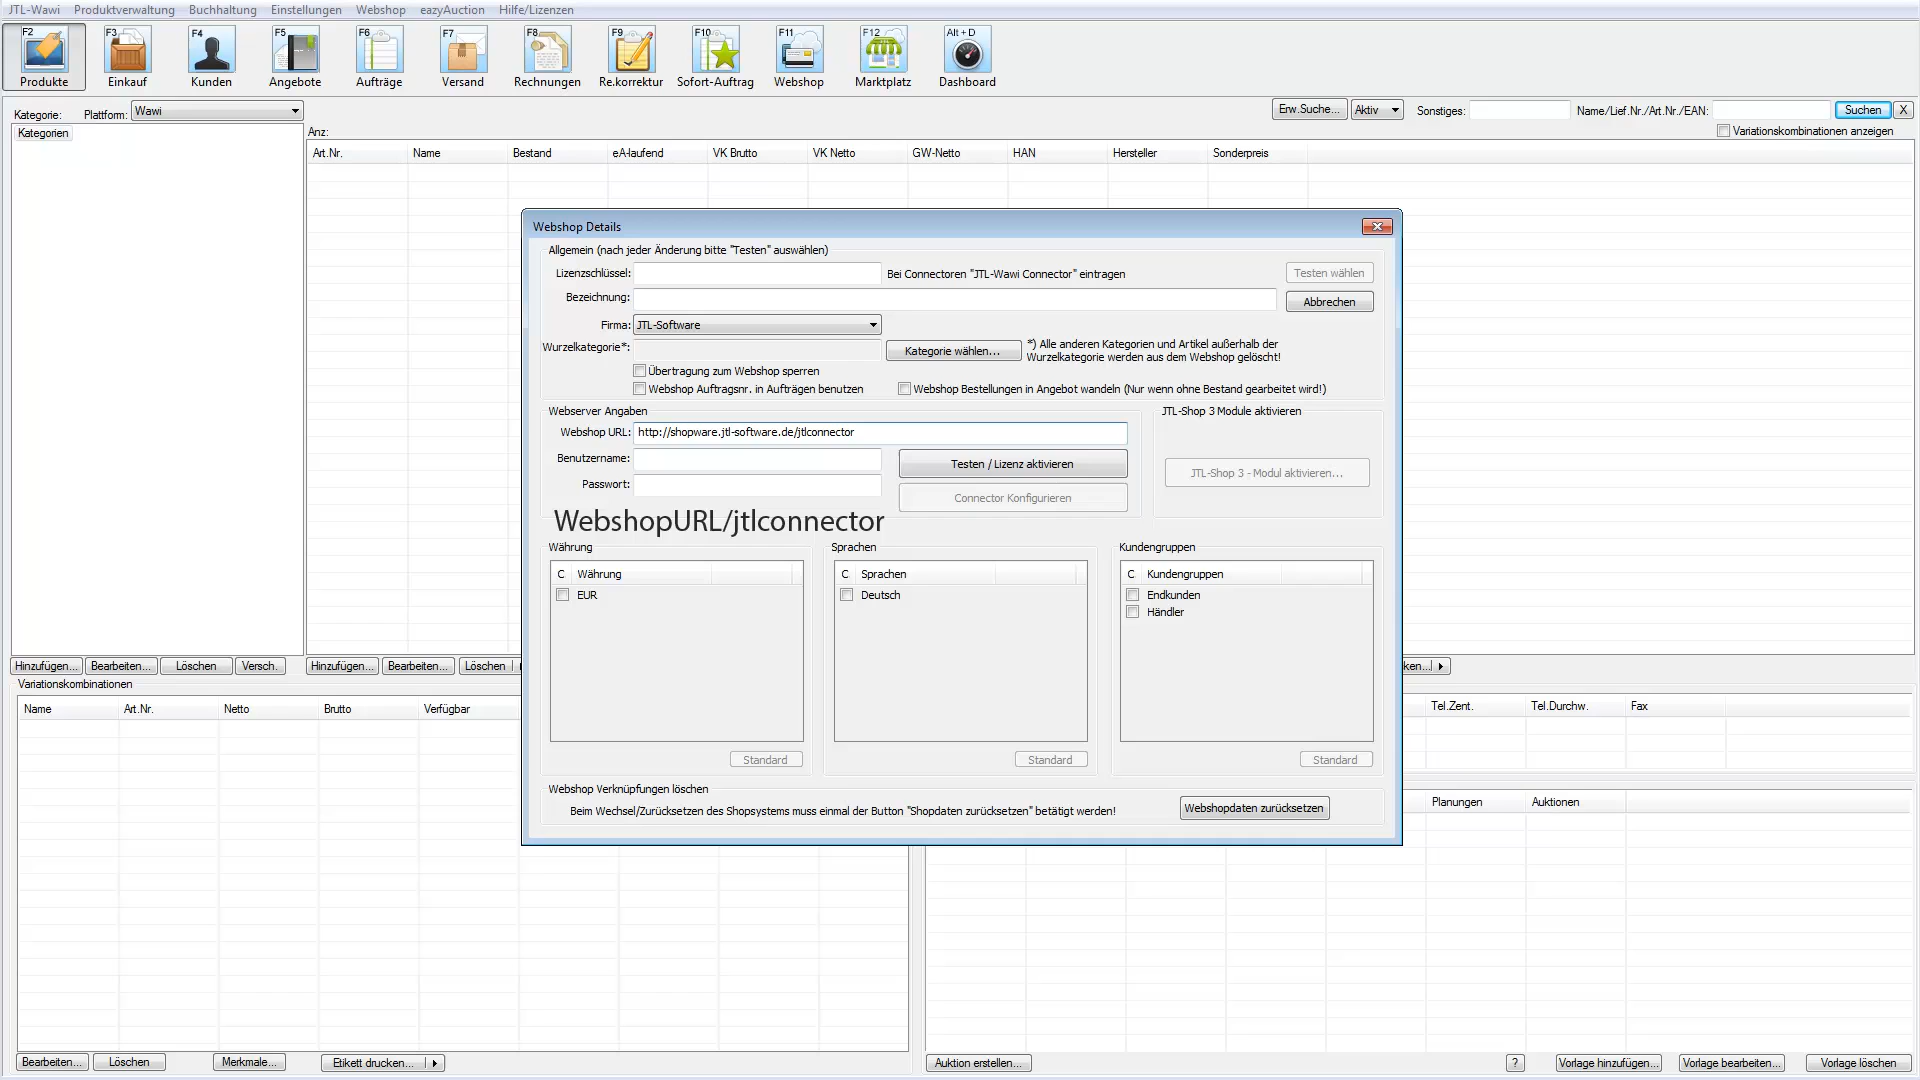 JTL-Wawi Produktverwaltung Buchhaltung Einstellungen Webshop eazyAuction Hilfe/Lizenzen
F2 F3 F4 F5 F6 F7 F8 F9 F10 F11 F12 Alt + D
Produkte Einkauf Kunden Angebote Aufträge Versand Rechnungen Re.korrektur Sofort-Auftrag Webshop Marktplatz Dashboard
Kategorie: Plattform: Wawi Erw.Suche... Aktiv Sonstiges: Name/Lief.Nr./Art.Nr./EAN: Suchen X
Kategorien Anz: Variationskombinationen anzeigen
Art.Nr. Name Bestand eA-laufend VK Brutto VK Netto GW-Netto HAN Hersteller Sonderpreis
Webshop Details
Allgemein (nach jeder Änderung bitte "Testen" auswählen)
Lizenzschlüssel: Bei Connectoren "JTL-Wawi Connector" eintragen Testen wählen
Bezeichnung: Abbrechen
Firma: JTL-Software
Wurzelkategorie*: Kategorie wählen... *) Alle anderen Kategorien und Artikel außerhalb der
Wurzelkategorie werden aus dem Webshop gelöscht!
Übertragung zum Webshop sperren
Webshop Auftragsnr. in Aufträgen benutzen Webshop Bestellungen in Angebot wandeln (Nur wenn ohne Bestand gearbeitet wird!)
Webserver Angaben JTL-Shop 3 Module aktivieren
Webshop URL: http://shopware.jtl-software.de/jtlconnector
Benutzername: Testen / Lizenz aktivieren JTL-Shop 3 - Modul aktivieren...
Passwort: Connector Konfigurieren
WebshopURL/jtlconnector
Währung Sprachen Kundengruppen
C Währung C Sprachen C Kundengruppen
EUR Deutsch Endkunden
Händler
Standard Standard Standard
Webshop Verknüpfungen löschen
Beim Wechsel/Zurücksetzen des Shopsystems muss einmal der Button "Shopdaten zurücksetzen" betätigt werden! Webshopdaten zurücksetzen
Hinzufügen... Bearbeiten... Löschen Versch. Hinzufügen... Bearbeiten... Löschen ken...
Variationskombinationen
Name Art.Nr. Netto Brutto Verfügbar Tel.Zent. Tel.Durchw. Fax
Planungen Auktionen
Bearbeiten... Löschen Merkmale... Etikett drucken... Auktion erstellen... ? Vorlage hinzufügen... Vorlage bearbeiten... Vorlage löschen